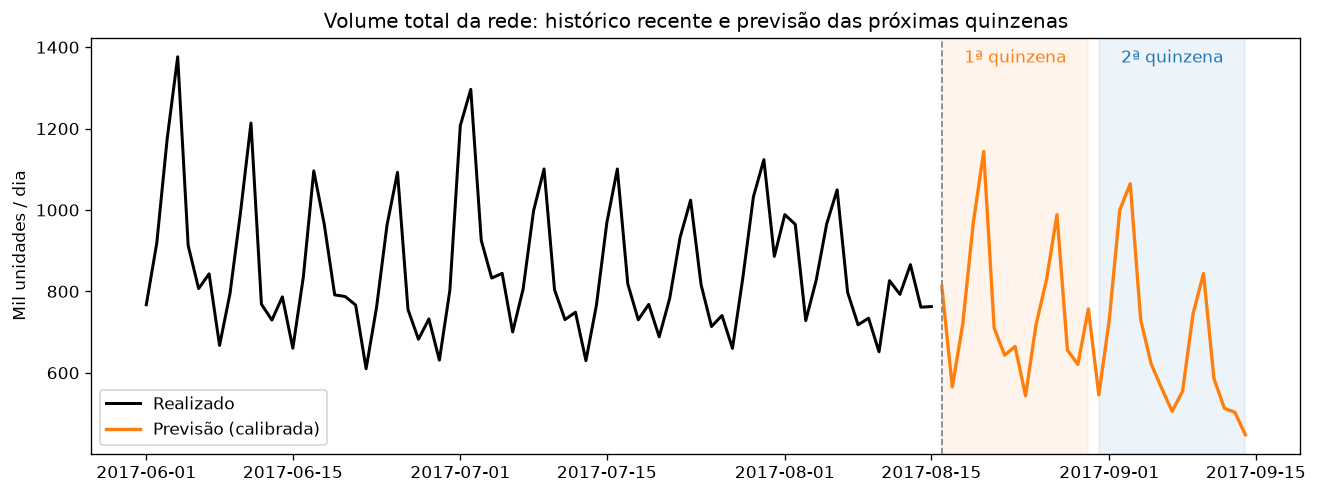 Volume total da rede: histórico recente e previsão das próximas quinzenas
1ª quinzena
2ª quinzena
Mil unidades / dia
1400
1200
1000
800
600
Realizado
Previsão (calibrada)
2017-06-01
2017-06-15
2017-07-01
2017-07-15
2017-08-01
2017-08-15
2017-09-01
2017-09-15